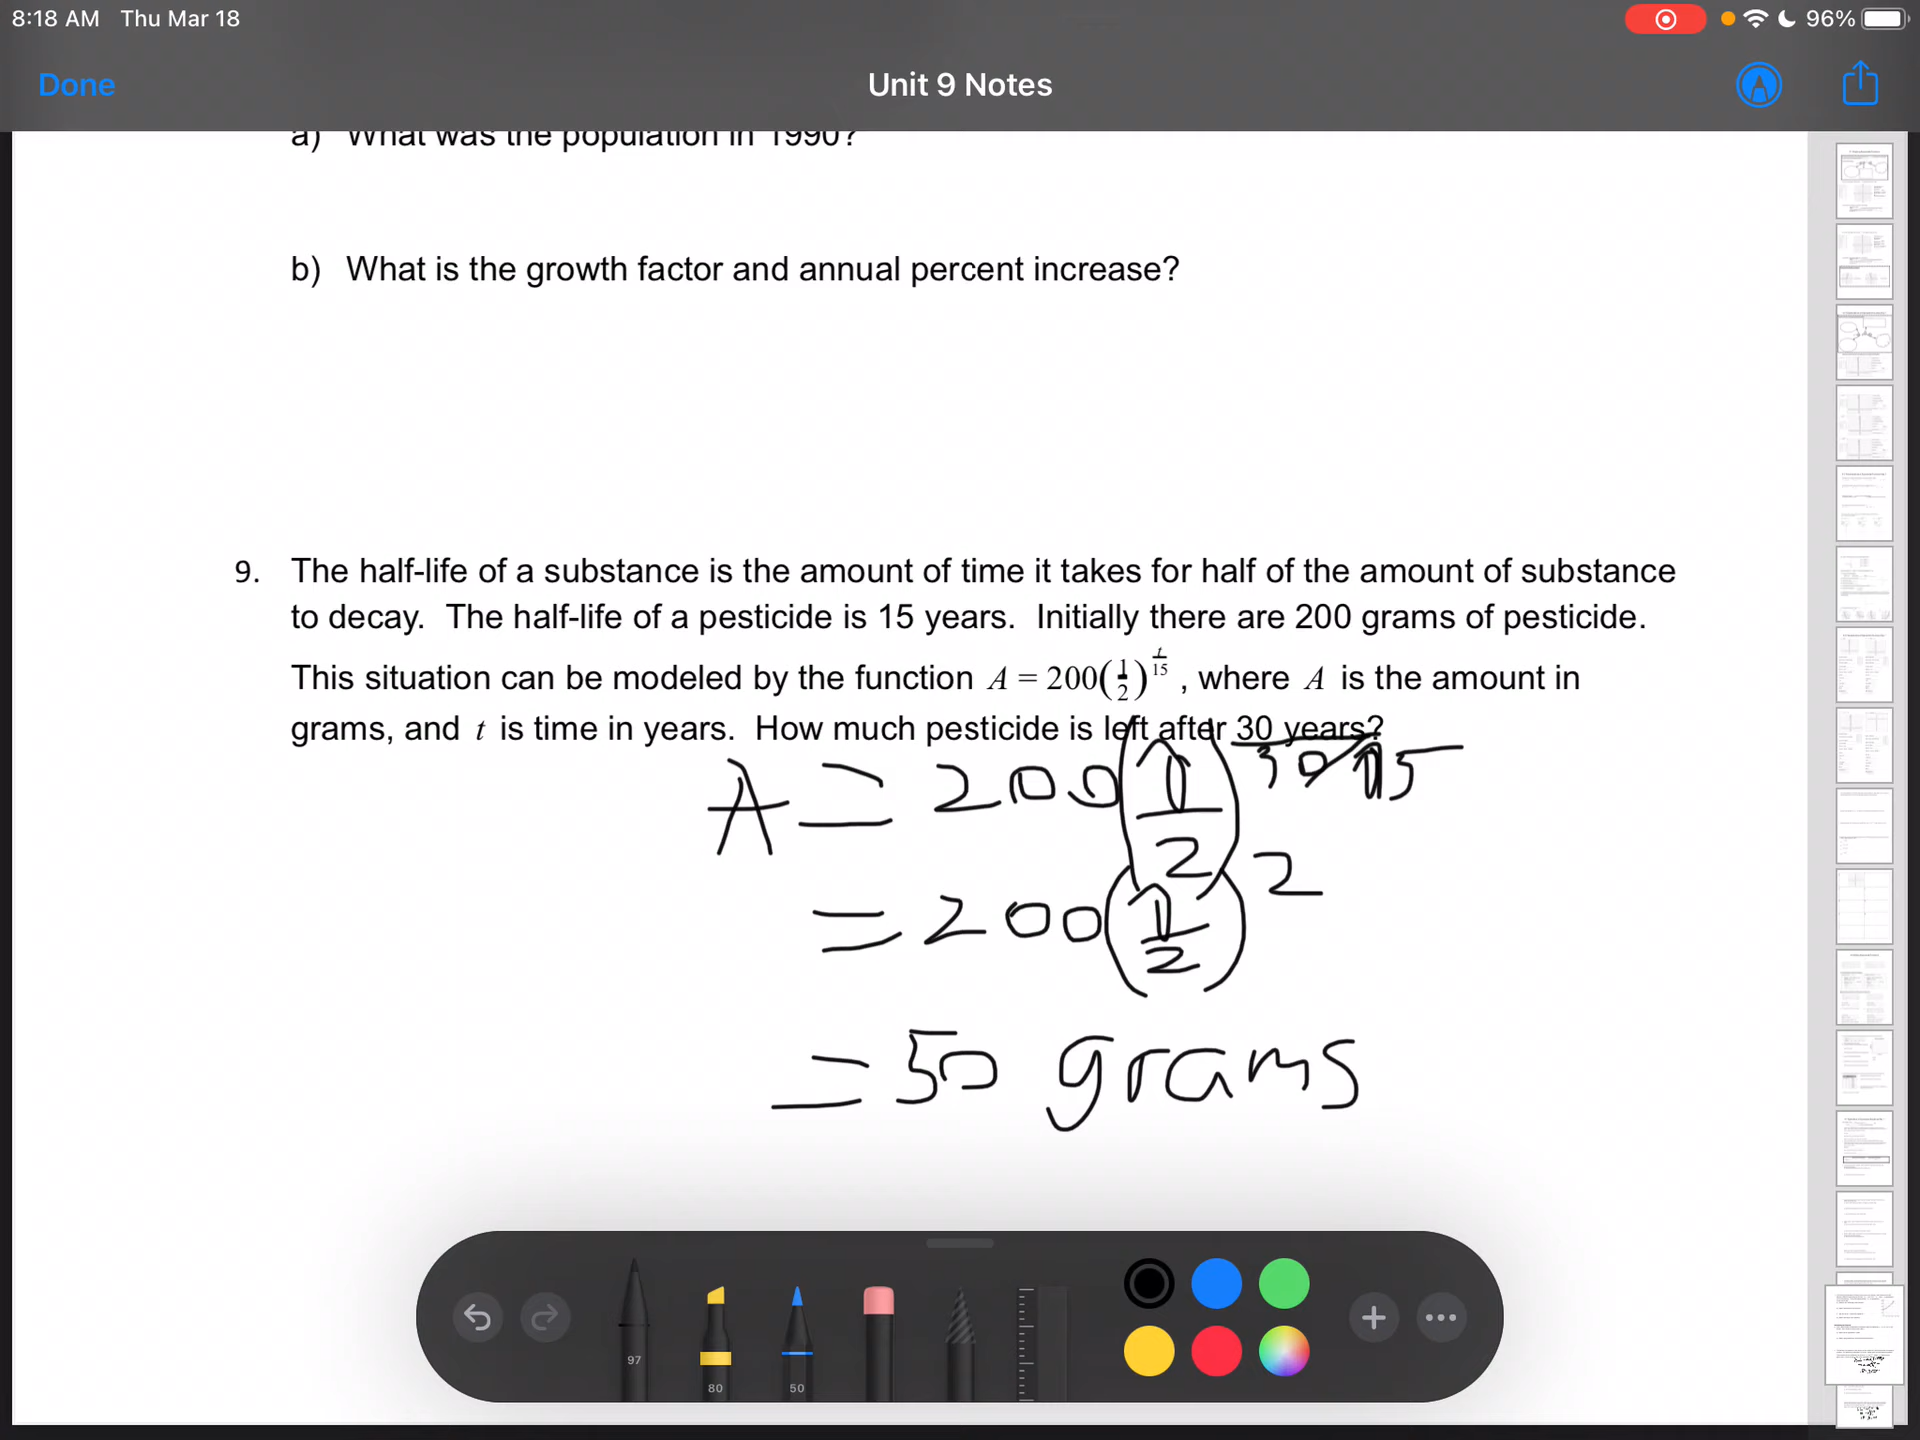 8:18 AM Thu Mar 18
96%
Done
Unit 9 Notes
a) What was the population in 1990?
b) What is the growth factor and annual percent increase?
9. The half-life of a substance is the amount of time it takes for half of the amount of substance
to decay. The half-life of a pesticide is 15 years. Initially there are 200 grams of pesticide.
This situation can be modeled by the function A = 200(1/2)^(t/15), where A is the amount in
grams, and t is time in years. How much pesticide is left after 30 years?
A = 200(1/2)^30/15
= 200(1/2)^2
= 50 grams
97
80
50